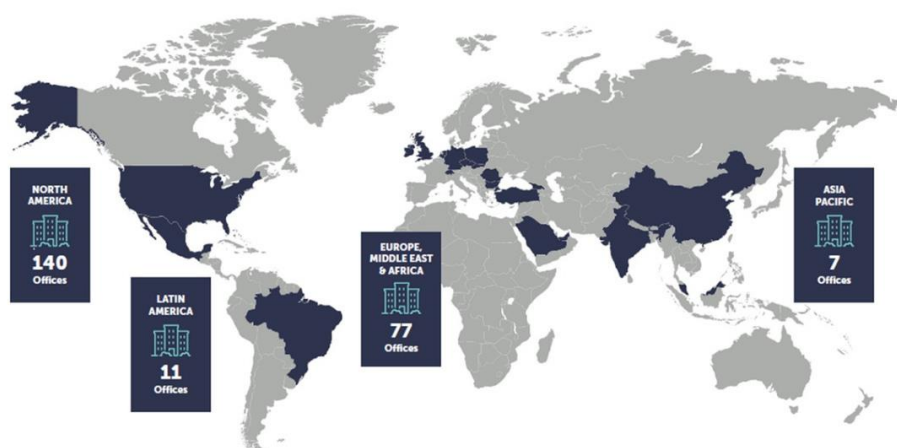 NORTH
AMERICA
140
Offices
LATIN
AMERICA
11
Offices
EUROPE,
MIDDLE EAST
& AFRICA
77
Offices
ASIA
PACIFIC
7
Offices